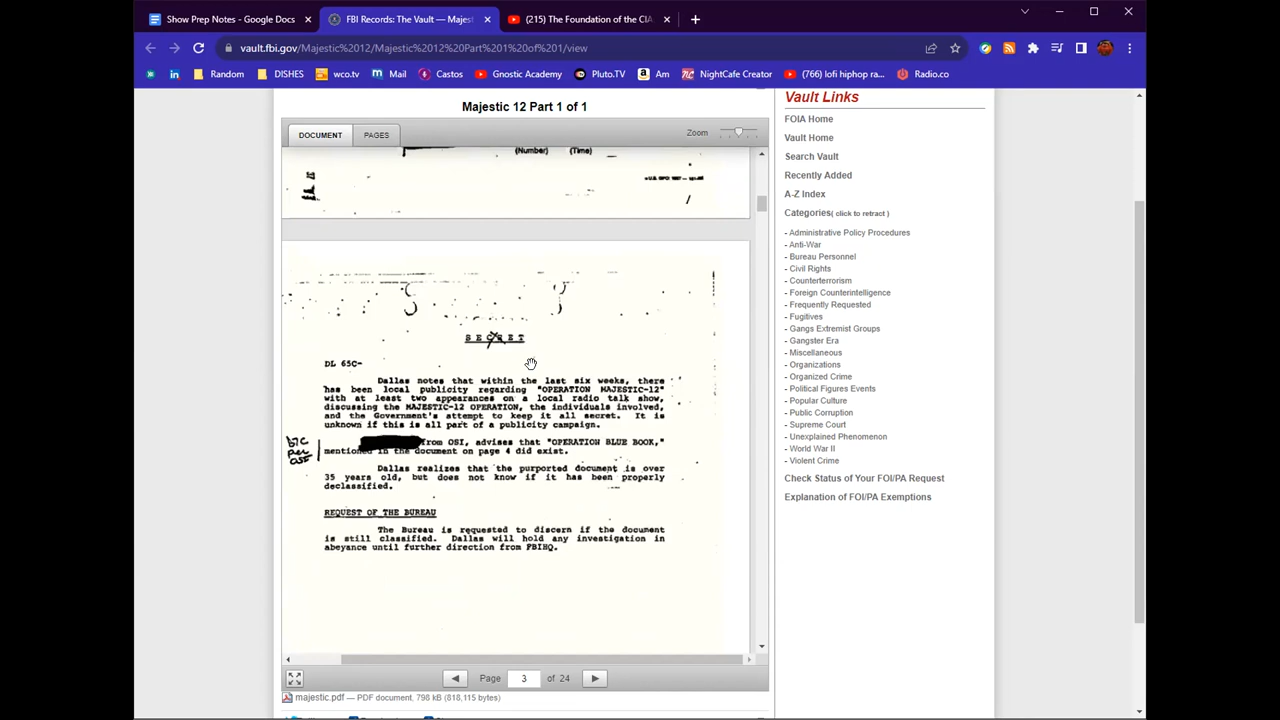 Show Prep Notes - Google Docs
FBI Records: The Vault — Majest
(215) The Foundation of the CIA
vault.fbi.gov/Majestic%2012/Majestic%2012%20Part%201%20of%201/view
Random
DISHES
wco.tv
Mail
Castos
Gnostic Academy
Pluto.TV
Am
NightCafe Creator
(766) lofi hiphop ra...
Radio.co
Majestic 12 Part 1 of 1
DOCUMENT
PAGES
Zoom
(Number) (Time)
SECRET
DL 65C-
Dallas notes that within the last six weeks, there
has been local publicity regarding "OPERATION MAJESTIC-12"
with at least two appearances on a local radio talk show,
discussing the MAJESTIC-12 OPERATION, the individuals involved,
and the Government's attempt to keep it all secret. It is
unknown if this is all part of a publicity campaign.
from OSI, advises that "OPERATION BLUE BOOK,"
mentioned in the document on page 4 did exist.
b7C
per
OSI
Dallas realizes that the purported document is over
35 years old, but does not know if it has been properly
declassified.
REQUEST OF THE BUREAU
The Bureau is requested to discern if the document
is still classified. Dallas will hold any investigation in
abeyance until further direction from FBIHQ.
Page 3 of 24
majestic.pdf — PDF document, 798 kB (818,115 bytes)
Vault Links
FOIA Home
Vault Home
Search Vault
Recently Added
A-Z Index
Categories( click to retract )
- Administrative Policy Procedures
- Anti-War
- Bureau Personnel
- Civil Rights
- Counterterrorism
- Foreign Counterintelligence
- Frequently Requested
- Fugitives
- Gangs Extremist Groups
- Gangster Era
- Miscellaneous
- Organizations
- Organized Crime
- Political Figures Events
- Popular Culture
- Public Corruption
- Supreme Court
- Unexplained Phenomenon
- World War II
- Violent Crime
Check Status of Your FOI/PA Request
Explanation of FOI/PA Exemptions